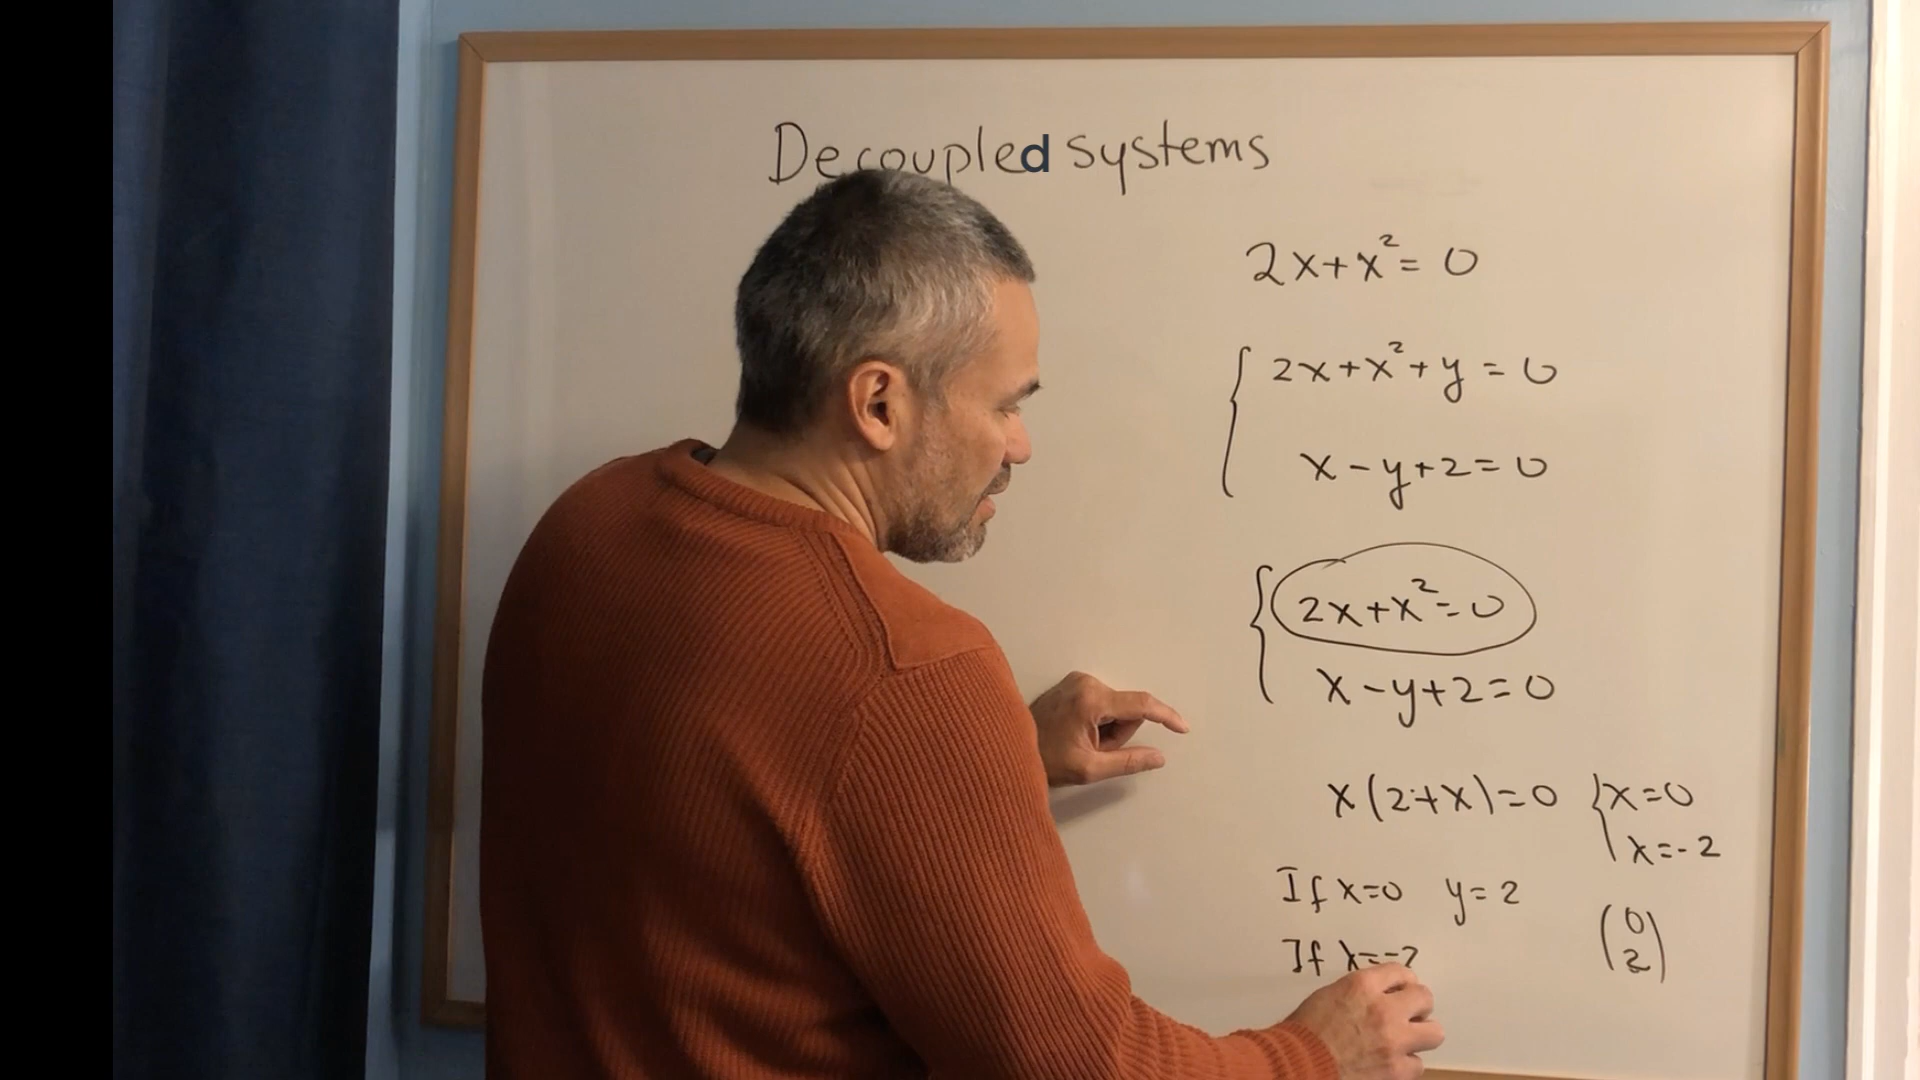 Decoupled systems
2x+x²=0
2x+x²+y=0
x-y+2=0
2x+x²=0
x-y+2=0
x(2+x)=0 {x=0
x=-2
If x=0 y=2
(0
2)
If x=-2